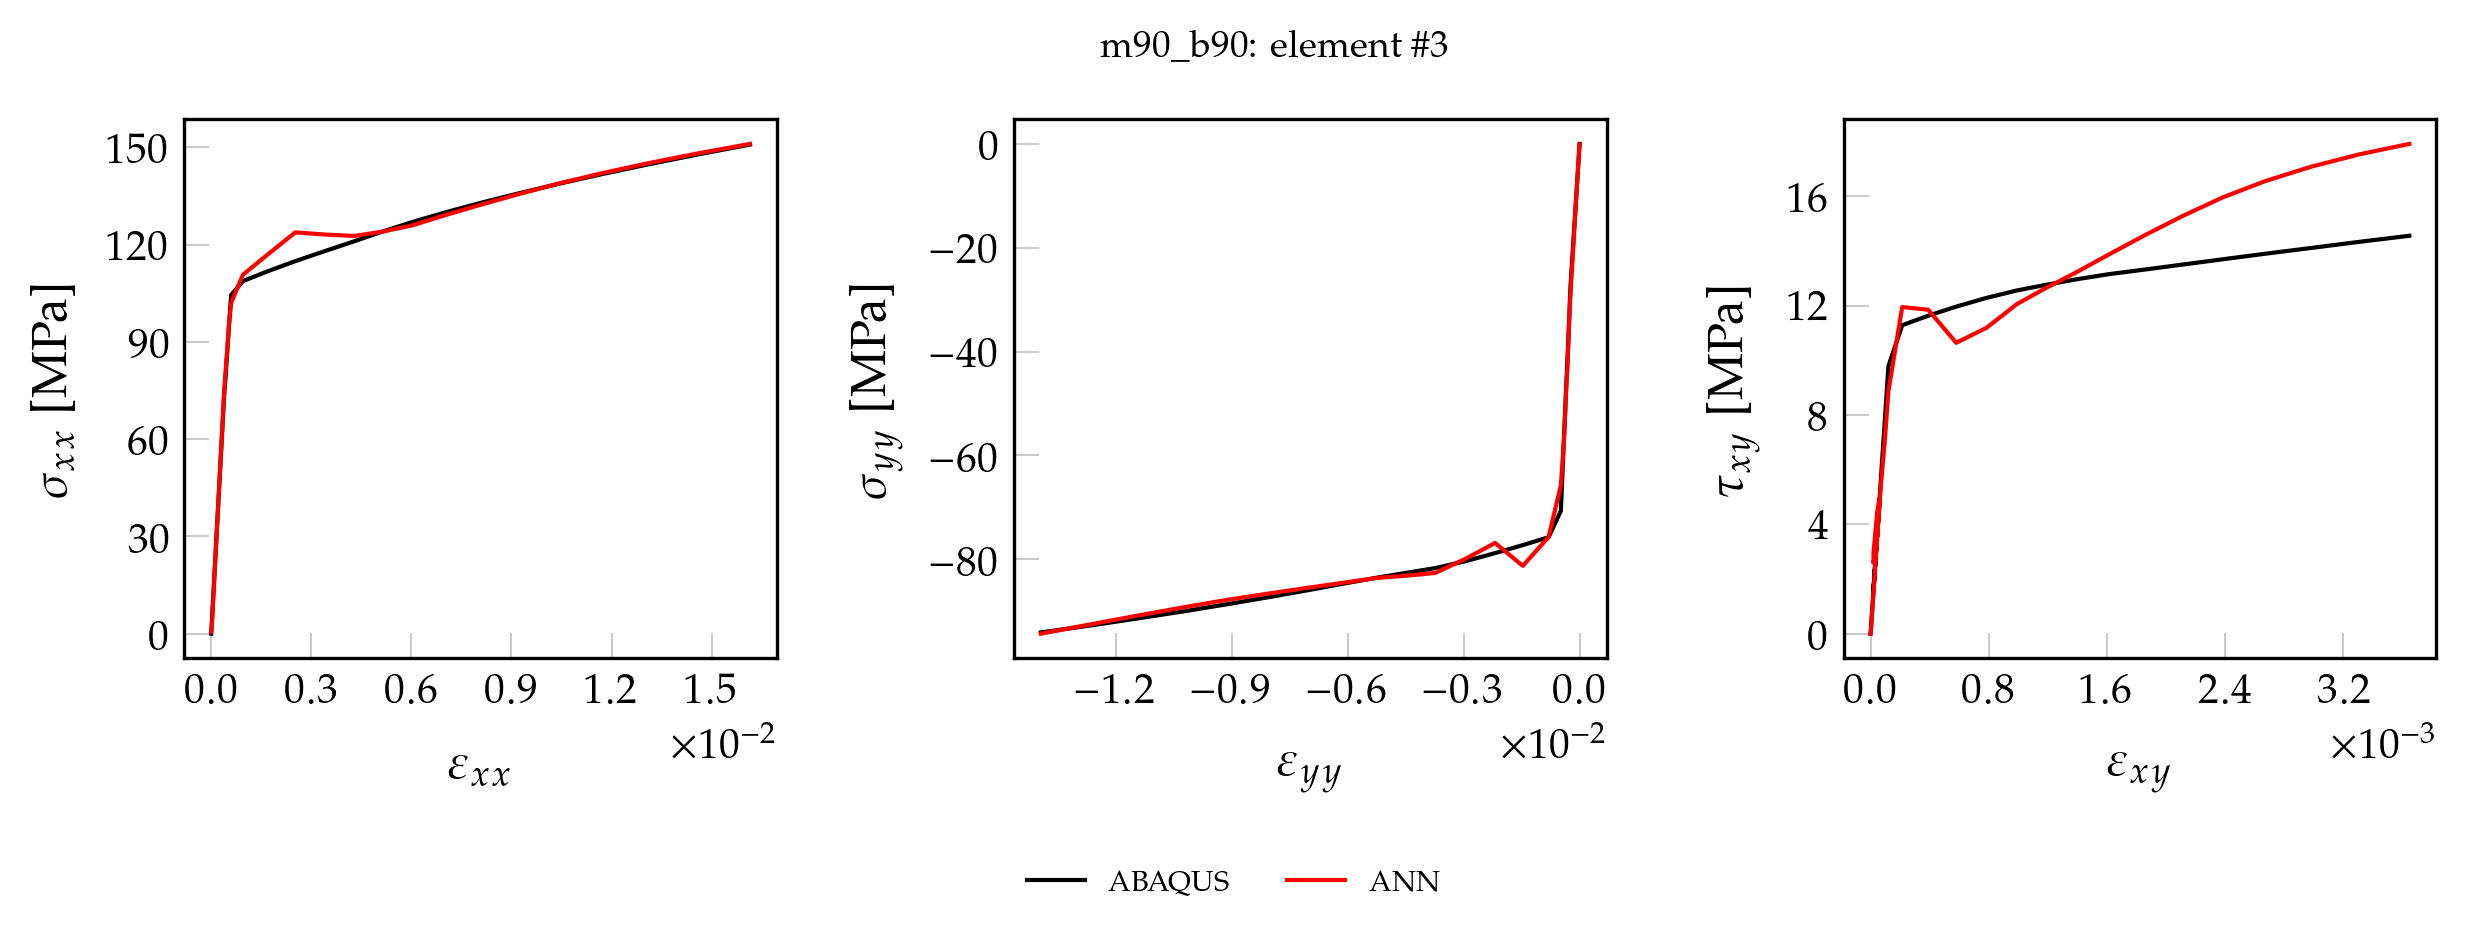 m90_b90: element #3
σxx [MPa]
150
120
90
60
30
0
0.0 0.3 0.6 0.9 1.2 1.5
×10−2
εxx
σyy [MPa]
0
−20
−40
−60
−80
−1.2 −0.9 −0.6 −0.3 0.0
×10−2
εyy
τxy [MPa]
16
12
8
4
0
0.0 0.8 1.6 2.4 3.2
×10−3
εxy
ABAQUS ANN